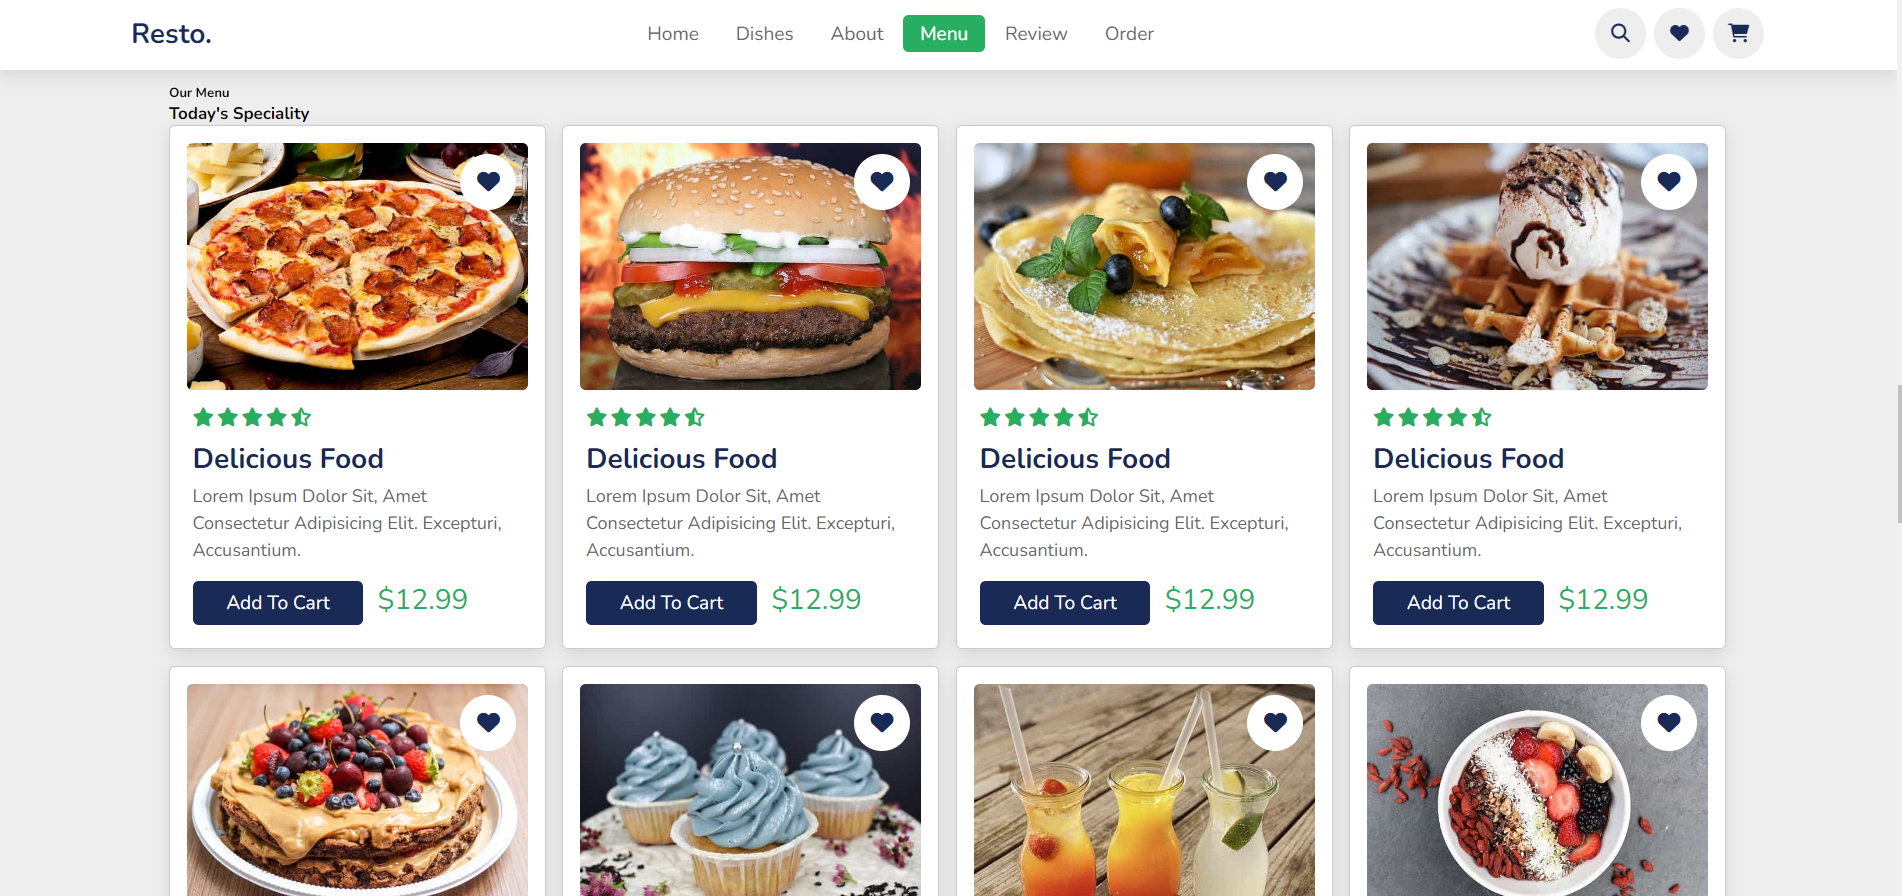 Resto.
Home Dishes About Menu Review Order
Our Menu
Today's Speciality
Delicious Food
Lorem Ipsum Dolor Sit, Amet
Consectetur Adipisicing Elit. Excepturi,
Accusantium.
Add To Cart $12.99
Delicious Food
Lorem Ipsum Dolor Sit, Amet
Consectetur Adipisicing Elit. Excepturi,
Accusantium.
Add To Cart $12.99
Delicious Food
Lorem Ipsum Dolor Sit, Amet
Consectetur Adipisicing Elit. Excepturi,
Accusantium.
Add To Cart $12.99
Delicious Food
Lorem Ipsum Dolor Sit, Amet
Consectetur Adipisicing Elit. Excepturi,
Accusantium.
Add To Cart $12.99